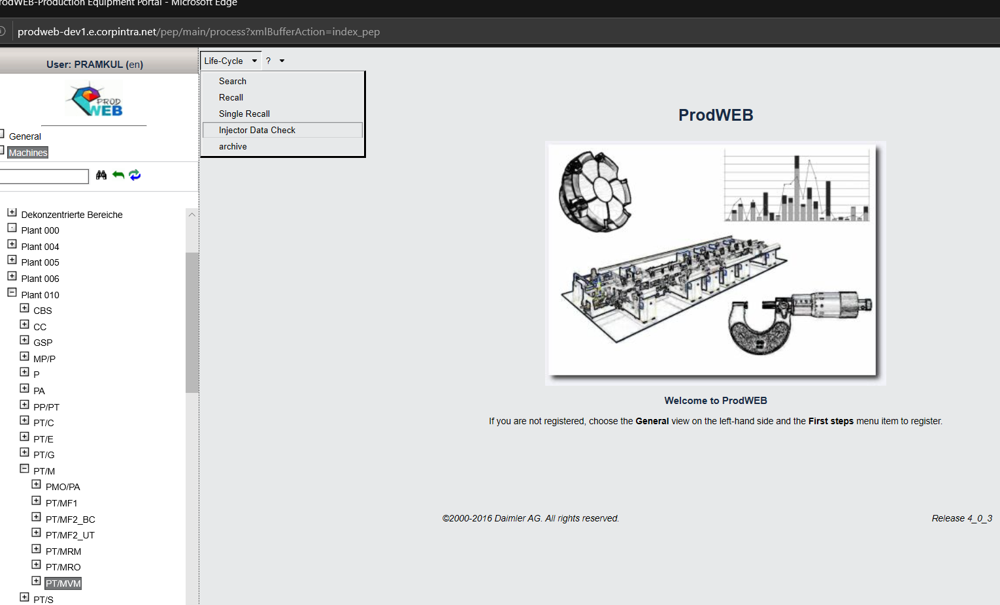 rodWEB-Production Equipment Portal - Microsoft Edge
prodweb-dev1.e.corpintra.net/pep/main/process?xmlBufferAction=index_pep
User: PRAMKUL (en)
PROD
WEB
General
Machines
Dekonzentrierte Bereiche
Plant 000
Plant 004
Plant 005
Plant 006
Plant 010
CBS
CC
GSP
MP/P
P
PA
PP/PT
PT/C
PT/E
PT/G
PT/M
PMO/PA
PT/MF1
PT/MF2_BC
PT/MF2_UT
PT/MRM
PT/MRO
PT/MVM
PT/S
Life-Cycle ?
Search
Recall
Single Recall
Injector Data Check
archive
ProdWEB
Welcome to ProdWEB
If you are not registered, choose the General view on the left-hand side and the First steps menu item to register.
©2000-2016 Daimler AG. All rights reserved. Release 4_0_3